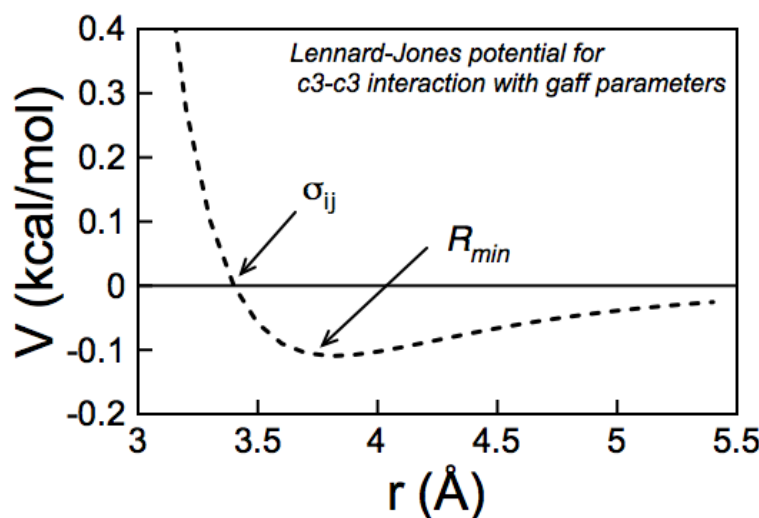 0.4
Lennard-Jones potential for
c3-c3 interaction with gaff parameters
0.3
0.2
σij
0.1
Rmin
0
-0.1
-0.2
V (kcal/mol)
3 3.5 4 4.5 5 5.5
r (Å)